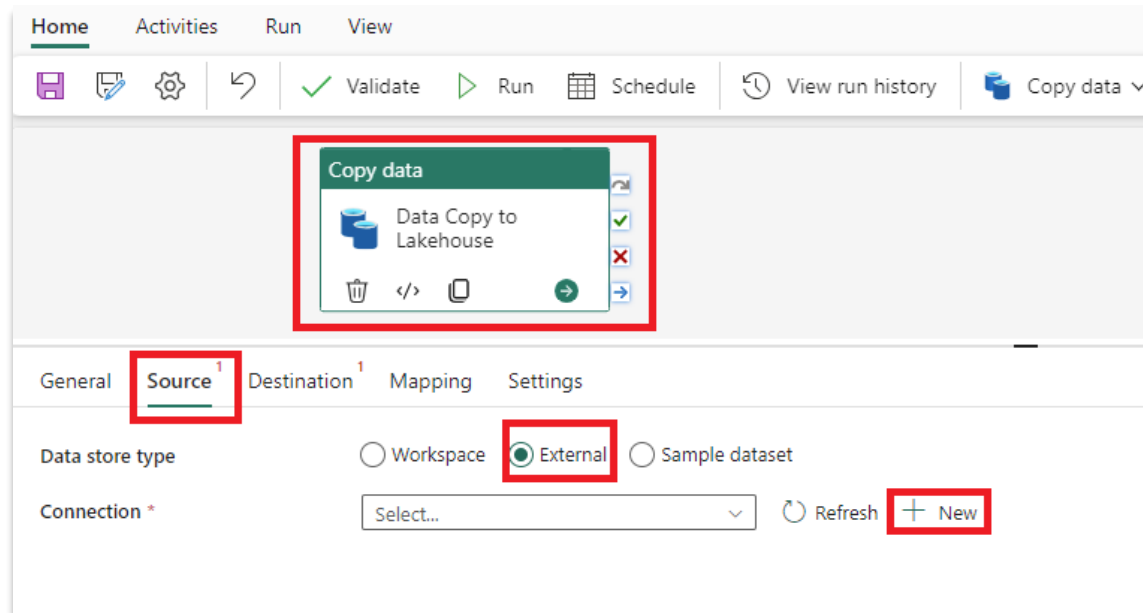 Home Activities Run View
Validate Run Schedule View run history Copy data
Copy data
Data Copy to
Lakehouse
General Source 1 Destination 1 Mapping Settings
Data store type Workspace External Sample dataset
Connection * Select... Refresh New